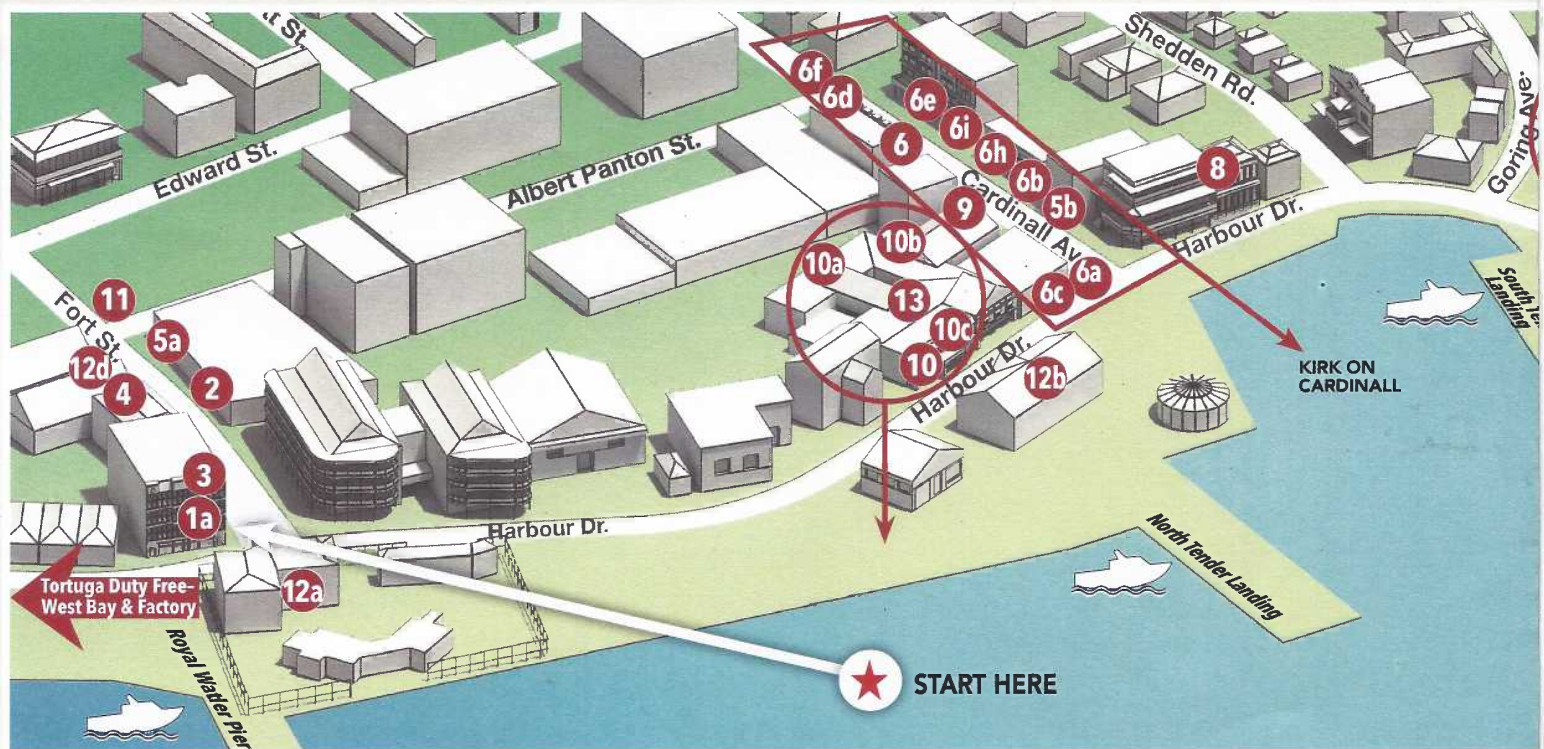 tt St.
Shedden Rd.
Goring Ave.
Edward St.
Albert Panton St.
Cardinall Av
Harbour Dr.
Fort St.
6f
6d
6e
6i
6
6h
6b
5b
8
9
10b
10a
13
6a
6c
10c
10
11
5a
12d
4
2
12b
3
1a
12a
Harbour Dr.
Harbour Dr.
KIRK ON
CARDINALL
South Te
Landing
North Tender Landing
Tortuga Duty Free–
West Bay & Factory
Royal Watler Pier
START HERE